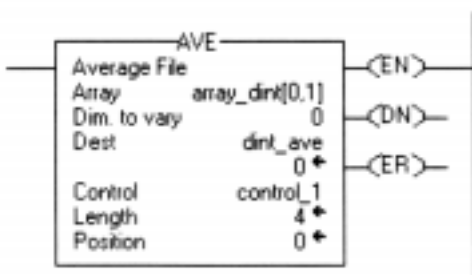 AVE
Average File
Array array_dint[0,1]
Dim. to vary 0
Dest dint_ave
0
Control control_1
Length 4
Position 0
EN
DN
ER